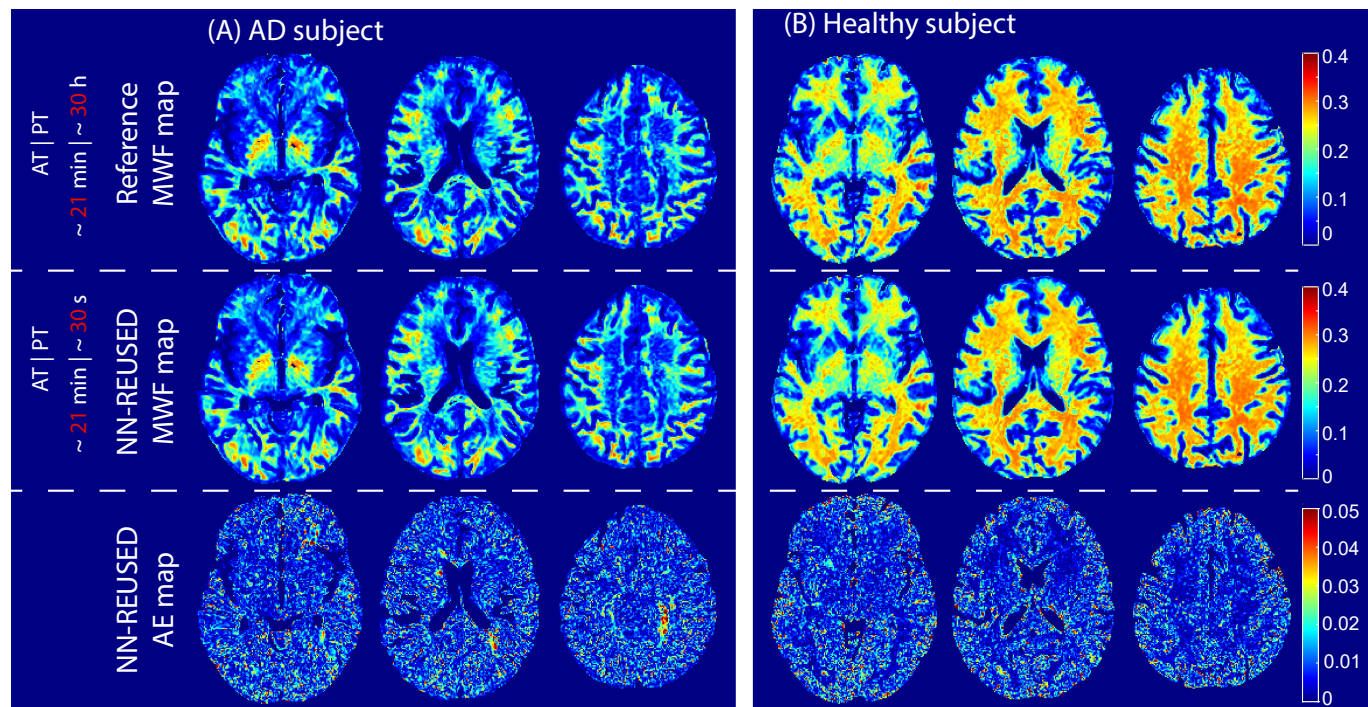 (A) AD subject
(B) Healthy subject
AT | PT
~ 21 min | ~ 30 h
Reference
MWF map
0.4
0.3
0.2
0.1
0
AT | PT
~ 21 min | ~ 30 s
NN-REUSED
MWF map
0.4
0.3
0.2
0.1
0
NN-REUSED
AE map
0.05
0.04
0.03
0.02
0.01
0